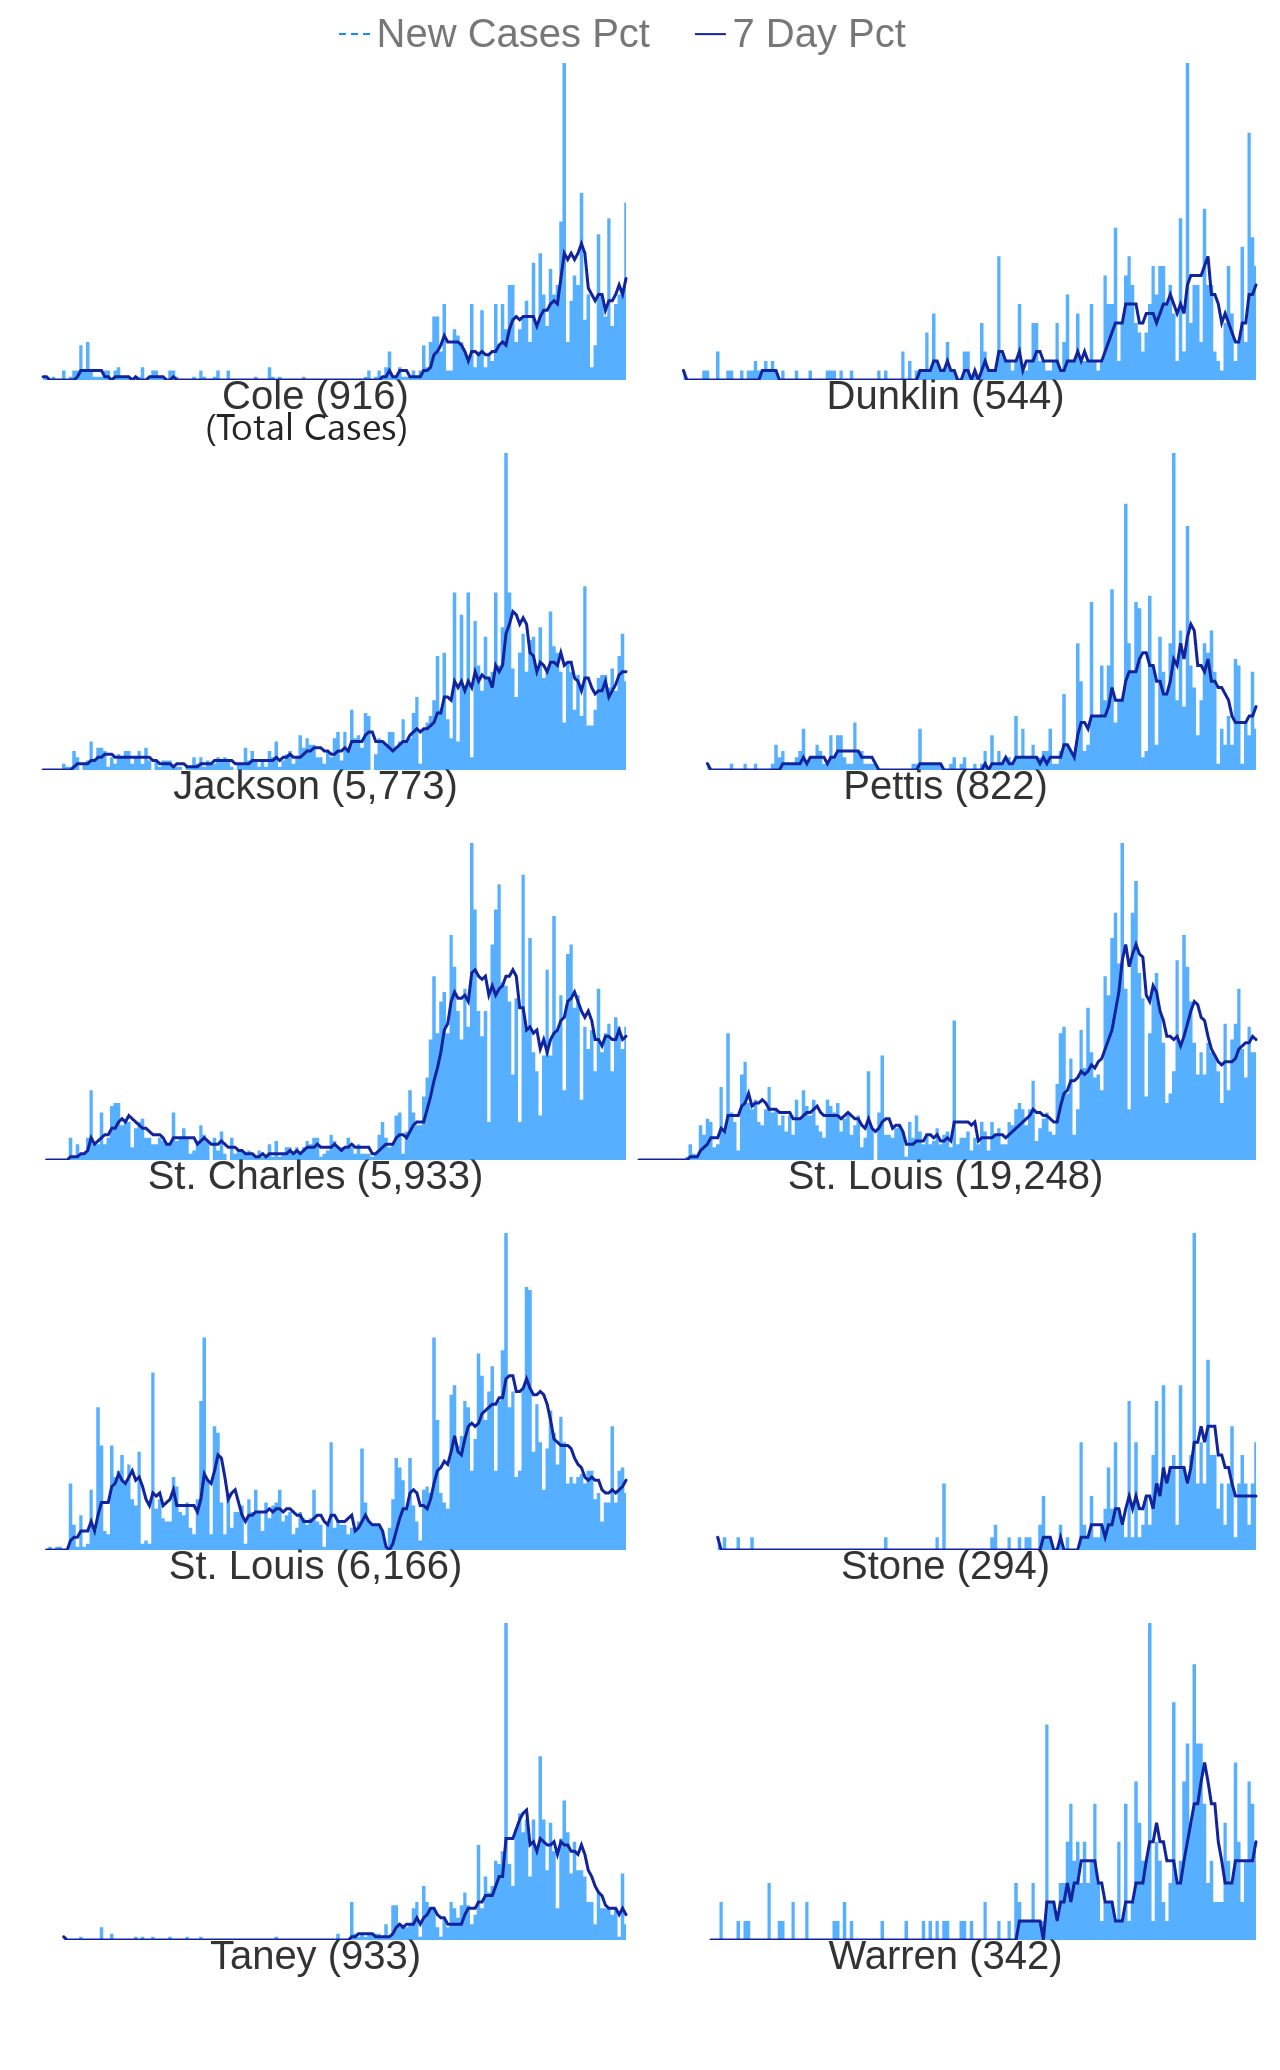 New Cases Pct 7 Day Pct
Cole (916)
(Total Cases)
Dunklin (544)
Jackson (5,773)
Pettis (822)
St. Charles (5,933)
St. Louis (19,248)
St. Louis (6,166)
Stone (294)
Taney (933)
Warren (342)